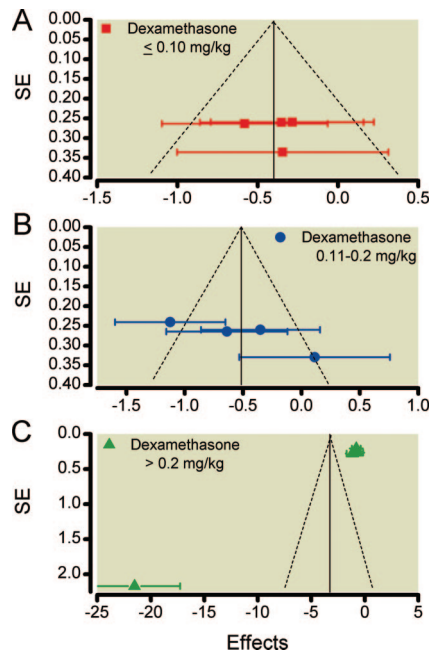 A
Dexamethasone
≤ 0.10 mg/kg
SE
0.00
0.05
0.10
0.15
0.20
0.25
0.30
0.35
0.40
-1.5 -1.0 -0.5 0.0 0.5
B
Dexamethasone
0.11-0.2 mg/kg
SE
0.00
0.05
0.10
0.15
0.20
0.25
0.30
0.35
0.40
-1.5 -1.0 -0.5 0.0 0.5 1.0
C
Dexamethasone
> 0.2 mg/kg
SE
0.0
0.5
1.0
1.5
2.0
-25 -20 -15 -10 -5 0 5
Effects